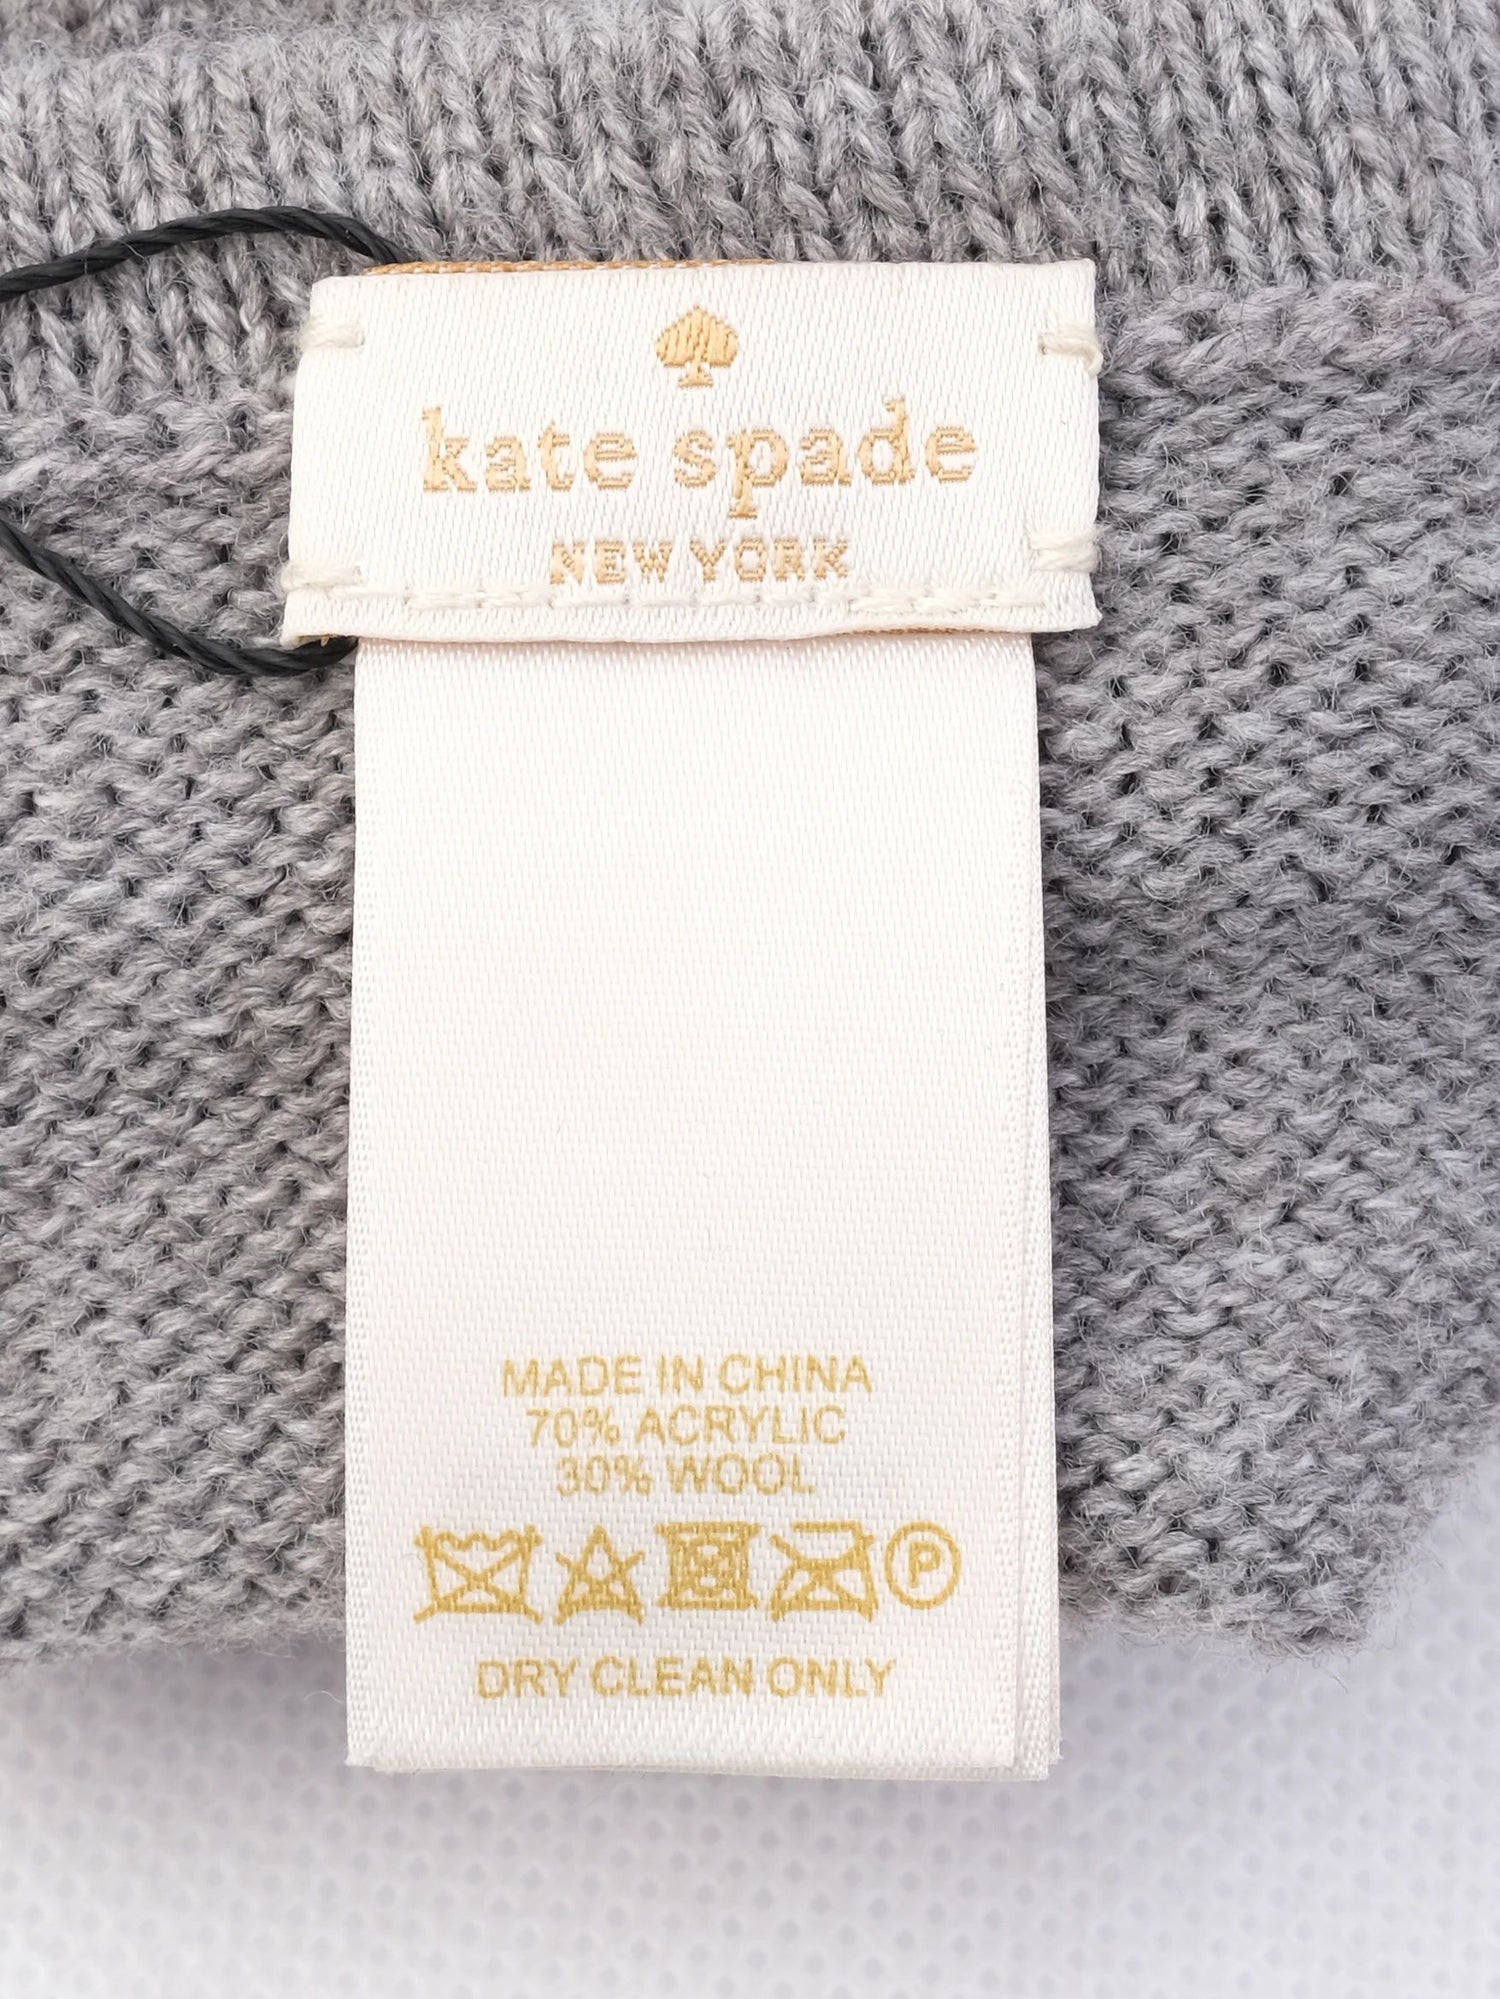 kate spade
NEW YORK
MADE IN CHINA
70% ACRYLIC
30% WOOL
P
DRY CLEAN ONLY